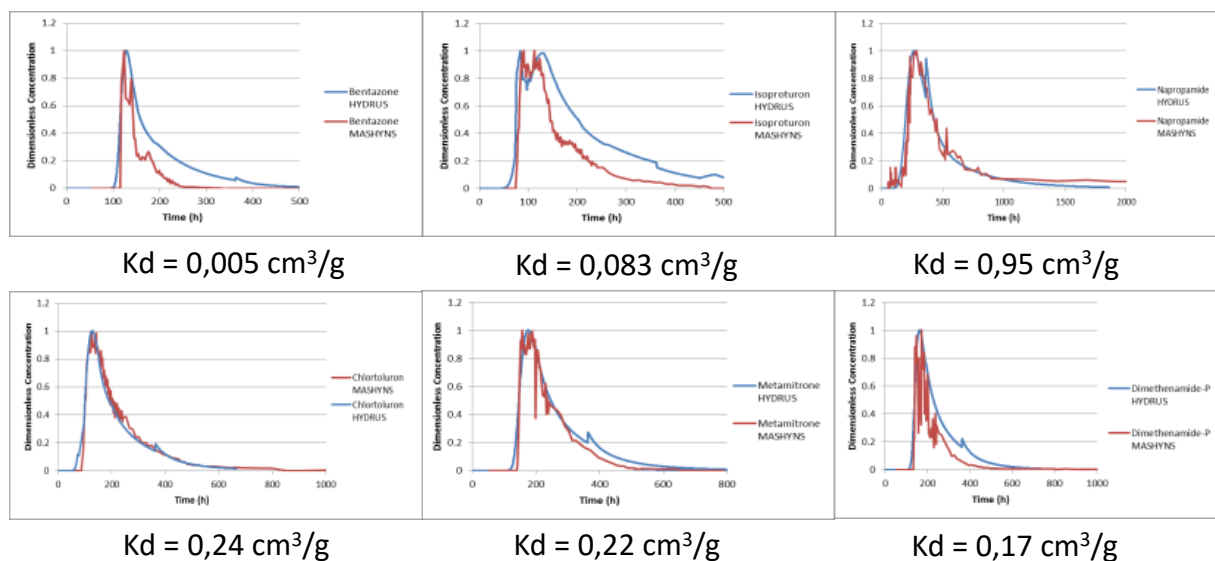 Dimensionless Concentration
1.2
1
0.8
0.6
0.4
0.2
0
0 100 200 300 400 500
Time (h)
Bentazone
HYDRUS
Bentazone
MASHYNS
Kd = 0,005 cm³/g
Dimensionless Concentration
1.2
1
0.8
0.6
0.4
0.2
0
0 100 200 300 400 500
Time (h)
Isoproturon
HYDRUS
Isoproturon
MASHYNS
Kd = 0,083 cm³/g
Dimensionless Concentration
1.2
1
0.8
0.6
0.4
0.2
0
0 500 1000 1500 2000
Time (h)
Napropamide
HYDRUS
Napropamide
MASHYNS
Kd = 0,95 cm³/g
Dimensionless Concentration
1.2
1
0.8
0.6
0.4
0.2
0
0 200 400 600 800 1000
Time (h)
Chlortoluron
MASHYNS
Chlortoluron
HYDRUS
Kd = 0,24 cm³/g
Dimensionless Concentration
1.2
1
0.8
0.6
0.4
0.2
0
0 200 400 600 800
Time (h)
Metamitrone
HYDRUS
Metamitrone
MASHYNS
Kd = 0,22 cm³/g
Dimensionless Concentration
1.2
1
0.8
0.6
0.4
0.2
0
0 200 400 600 800 1000
Time (h)
Dimethenamide-P
HYDRUS
Dimethenamide-P
MASHYNS
Kd = 0,17 cm³/g